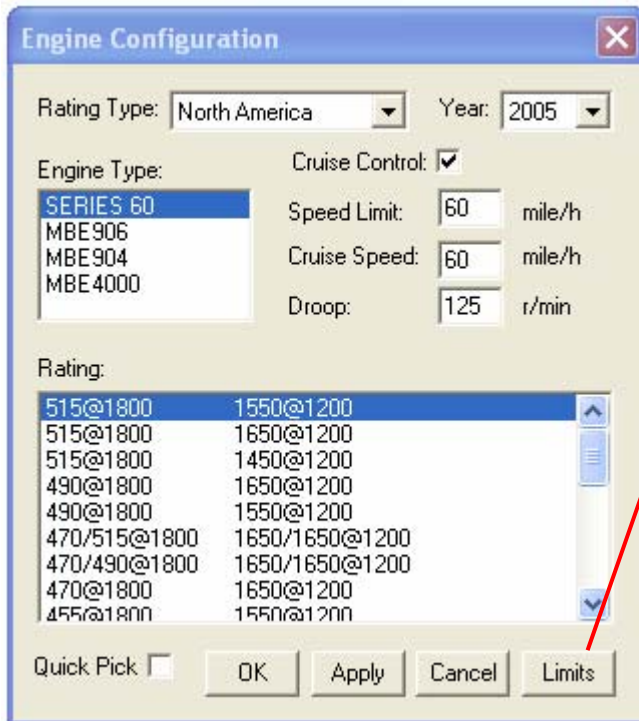 Engine Configuration
Rating Type: North America Year: 2005
Engine Type: Cruise Control:
SERIES 60 Speed Limit: 60 mile/h
MBE906
MBE904 Cruise Speed: 60 mile/h
MBE4000
Droop: 125 r/min
Rating:
515@1800 1550@1200
515@1800 1650@1200
515@1800 1450@1200
490@1800 1650@1200
490@1800 1550@1200
470/515@1800 1650/1650@1200
470/490@1800 1650/1650@1200
470@1800 1650@1200
455@1800 1550@1200
Quick Pick OK Apply Cancel Limits